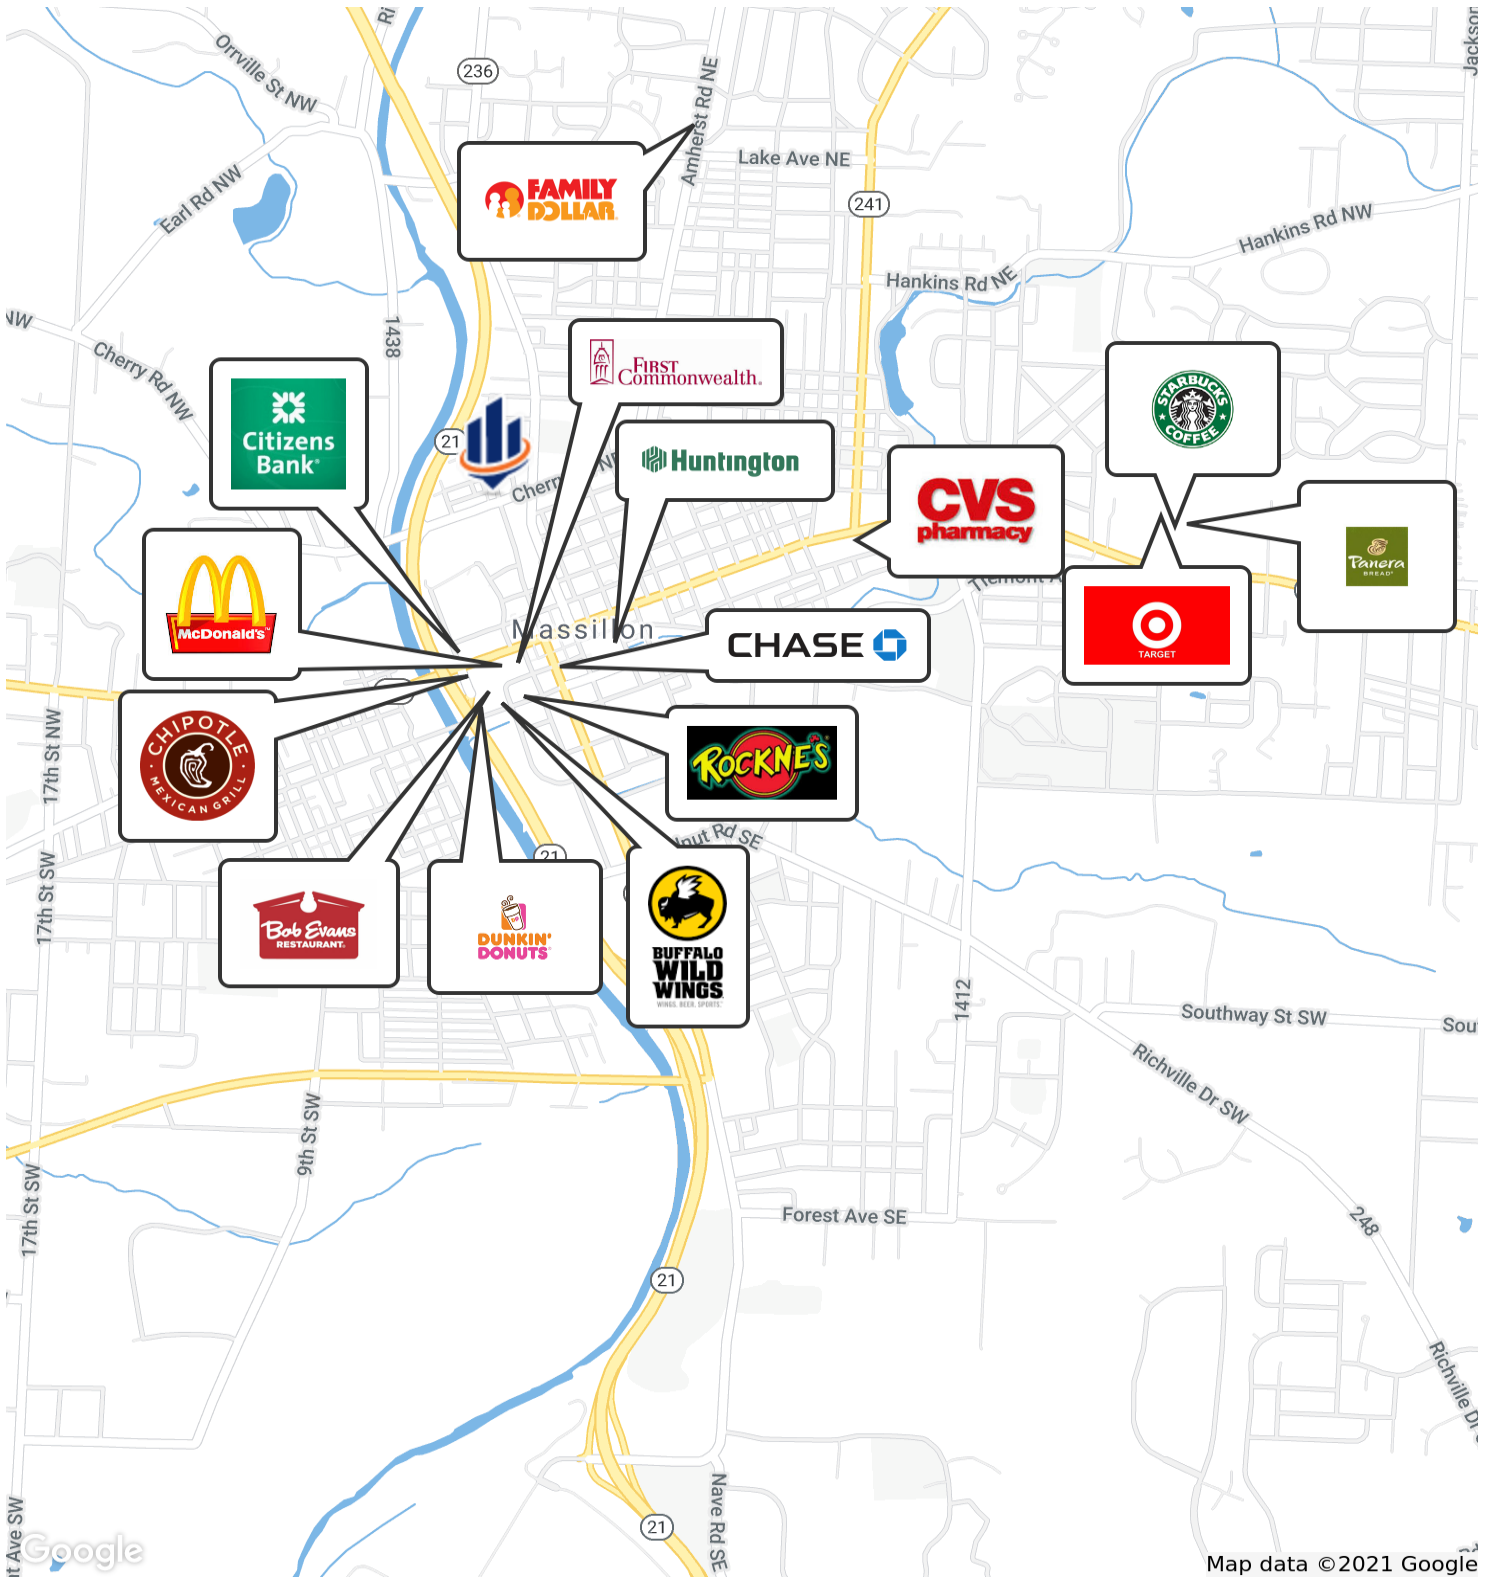 Orrville St NW
236
Amherst Rd NE
Lake Ave NE
Earl Rd NW
FAMILY
DOLLAR
241
Hankins Rd NW
Hankins Rd NE
NW
1438
Cherry Rd NW
FIRST
Commonwealth
STARBUCKS
COFFEE
Citizens
Bank
21
Huntington
CVS
pharmacy
Panera
BREAD
McDonald's
Massillon
CHASE
TARGET
CHIPOTLE
MEXICAN GRILL
ROCKNE'S
17th St NW
17th St SW
21
Bob Evans
RESTAURANT
DUNKIN'
DONUTS
BUFFALO
WILD
WINGS
WINGS. BEER. SPORTS.
1412
Southway St SW
Richville Dr SW
9th St SW
17th St SW
Forest Ave SE
248
21
Nave Rd SE
21
Google
Map data ©2021 Google